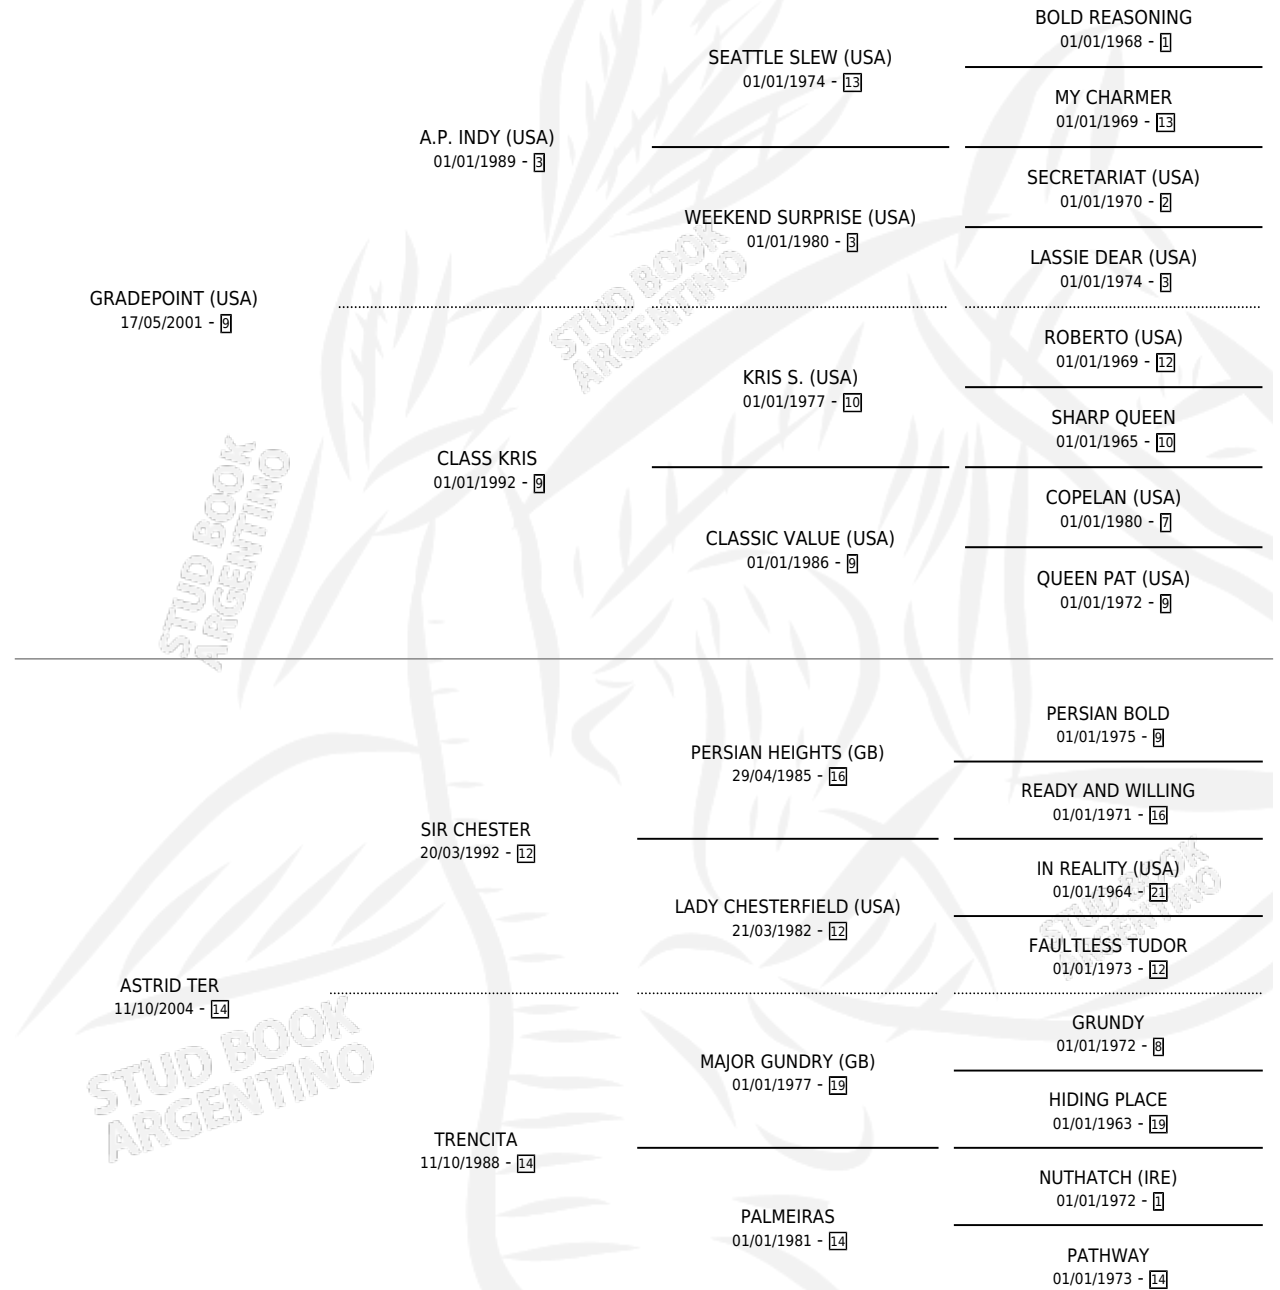 BOLD REASONING
01/01/1968 - 1
SEATTLE SLEW (USA)
01/01/1974 - 13
MY CHARMER
01/01/1969 - 13
A.P. INDY (USA)
01/01/1989 - 3
SECRETARIAT (USA)
01/01/1970 - 2
WEEKEND SURPRISE (USA)
01/01/1980 - 3
LASSIE DEAR (USA)
01/01/1974 - 3
GRADEPOINT (USA)
17/05/2001 - 9
ROBERTO (USA)
01/01/1969 - 12
KRIS S. (USA)
01/01/1977 - 10
SHARP QUEEN
01/01/1965 - 10
CLASS KRIS
01/01/1992 - 9
COPELAN (USA)
01/01/1980 - 7
CLASSIC VALUE (USA)
01/01/1986 - 9
QUEEN PAT (USA)
01/01/1972 - 9
PERSIAN BOLD
01/01/1975 - 9
PERSIAN HEIGHTS (GB)
29/04/1985 - 16
READY AND WILLING
01/01/1971 - 16
SIR CHESTER
20/03/1992 - 12
IN REALITY (USA)
01/01/1964 - 21
LADY CHESTERFIELD (USA)
21/03/1982 - 12
FAULTLESS TUDOR
01/01/1973 - 12
ASTRID TER
11/10/2004 - 14
GRUNDY
01/01/1972 - 8
MAJOR GUNDRY (GB)
01/01/1977 - 19
HIDING PLACE
01/01/1963 - 19
TRENCITA
11/10/1988 - 14
NUTHATCH (IRE)
01/01/1972 - 1
PALMEIRAS
01/01/1981 - 14
PATHWAY
01/01/1973 - 14
STUD BOOK
ARGENTINO
STUD BOOK
ARGENTINO
STUD BOOK
ARGENTINO
STUD BOOK
ARGENTINO